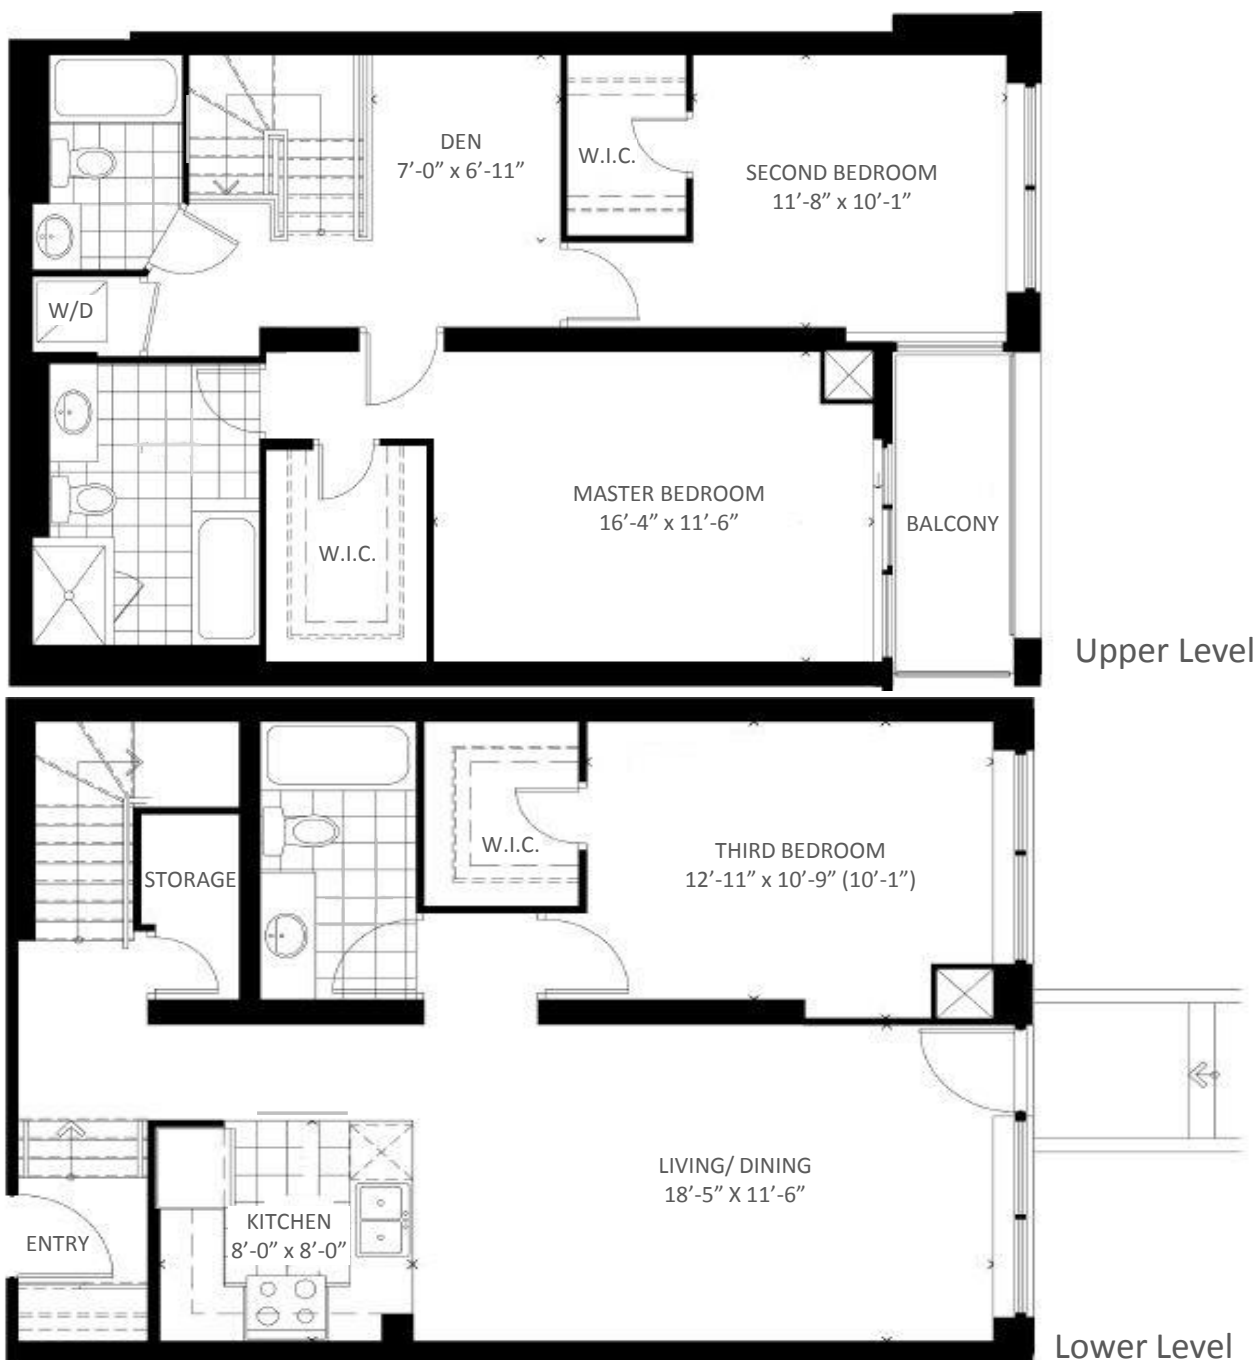 DEN
7’-0” x 6’-11”
W.I.C.
SECOND BEDROOM
11’-8” x 10’-1”
W/D
MASTER BEDROOM
16’-4” x 11’-6”
BALCONY
W.I.C.
Upper Level
W.I.C.
THIRD BEDROOM
12’-11” x 10’-9” (10’-1”)
STORAGE
LIVING/ DINING
18’-5” X 11’-6”
KITCHEN
8’-0” x 8’-0”
ENTRY
Lower Level